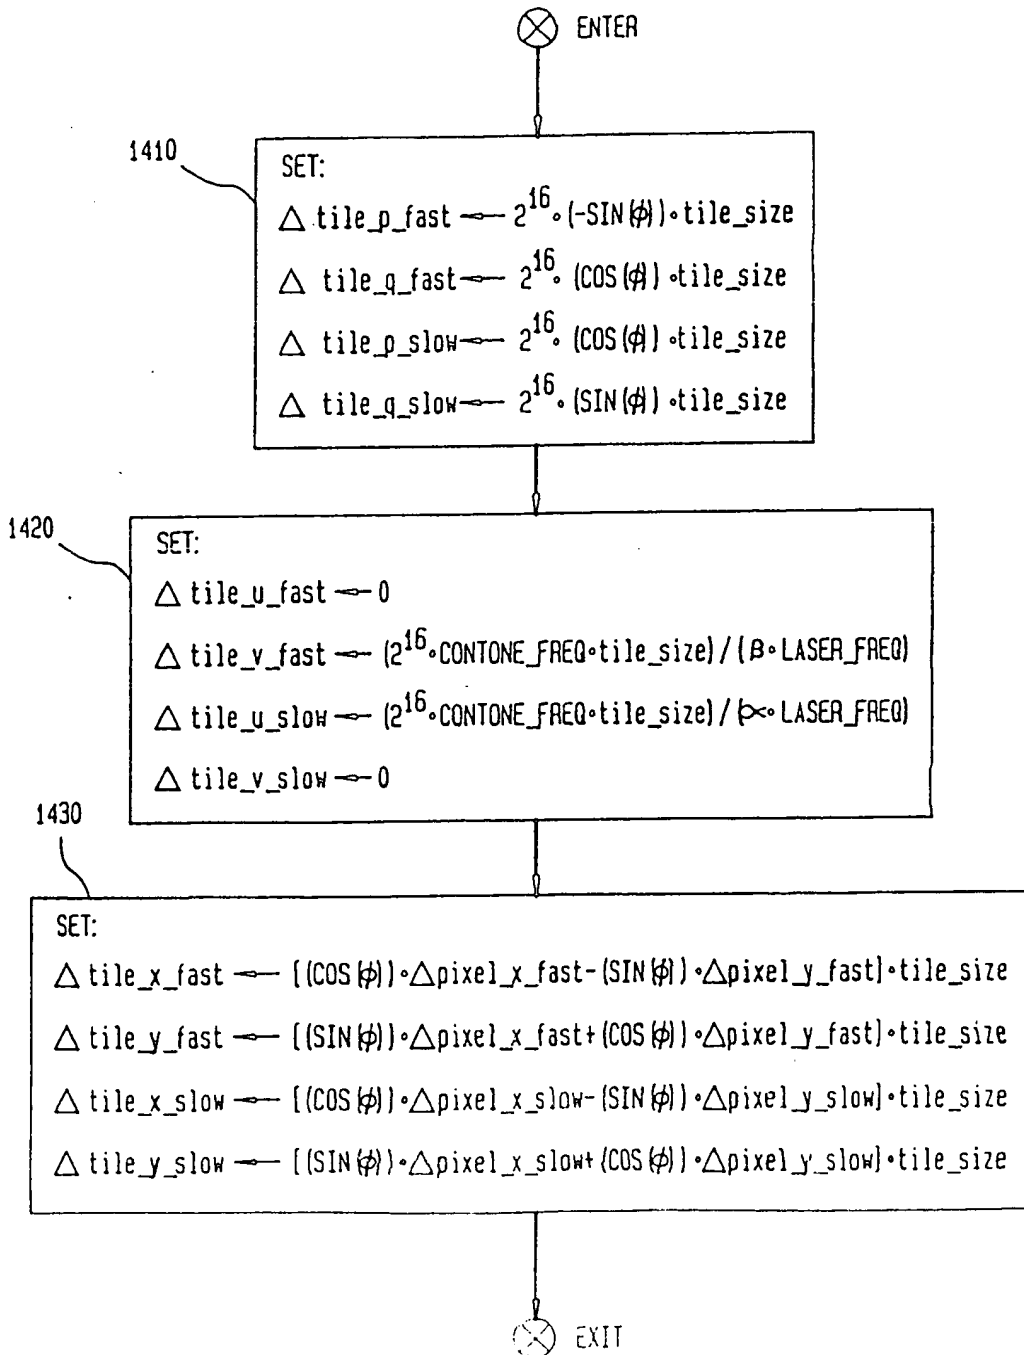 ENTER
1410
SET:
△ tile_p_fast ← 2^16 ∘ (-SIN(ϕ)) ∘ tile_size
△ tile_q_fast ← 2^16 ∘ (COS(ϕ)) ∘ tile_size
△ tile_p_slow ← 2^16 ∘ (COS(ϕ)) ∘ tile_size
△ tile_q_slow ← 2^16 ∘ (SIN(ϕ)) ∘ tile_size
1420
SET:
△ tile_u_fast ← 0
△ tile_v_fast ← (2^16∘CONTONE_FREQ∘tile_size)/(β∘LASER_FREQ)
△ tile_u_slow ← (2^16∘CONTONE_FREQ∘tile_size)/(∝∘LASER_FREQ)
△ tile_v_slow ← 0
1430
SET:
△ tile_x_fast ← [(COS(ϕ))∘△pixel_x_fast-(SIN(ϕ))∘△pixel_y_fast]∘tile_size
△ tile_y_fast ← [(SIN(ϕ))∘△pixel_x_fast+(COS(ϕ))∘△pixel_y_fast]∘tile_size
△ tile_x_slow ← [(COS(ϕ))∘△pixel_x_slow-(SIN(ϕ))∘△pixel_y_slow]∘tile_size
△ tile_y_slow ← [(SIN(ϕ))∘△pixel_x_slow+(COS(ϕ))∘△pixel_y_slow]∘tile_size
EXIT